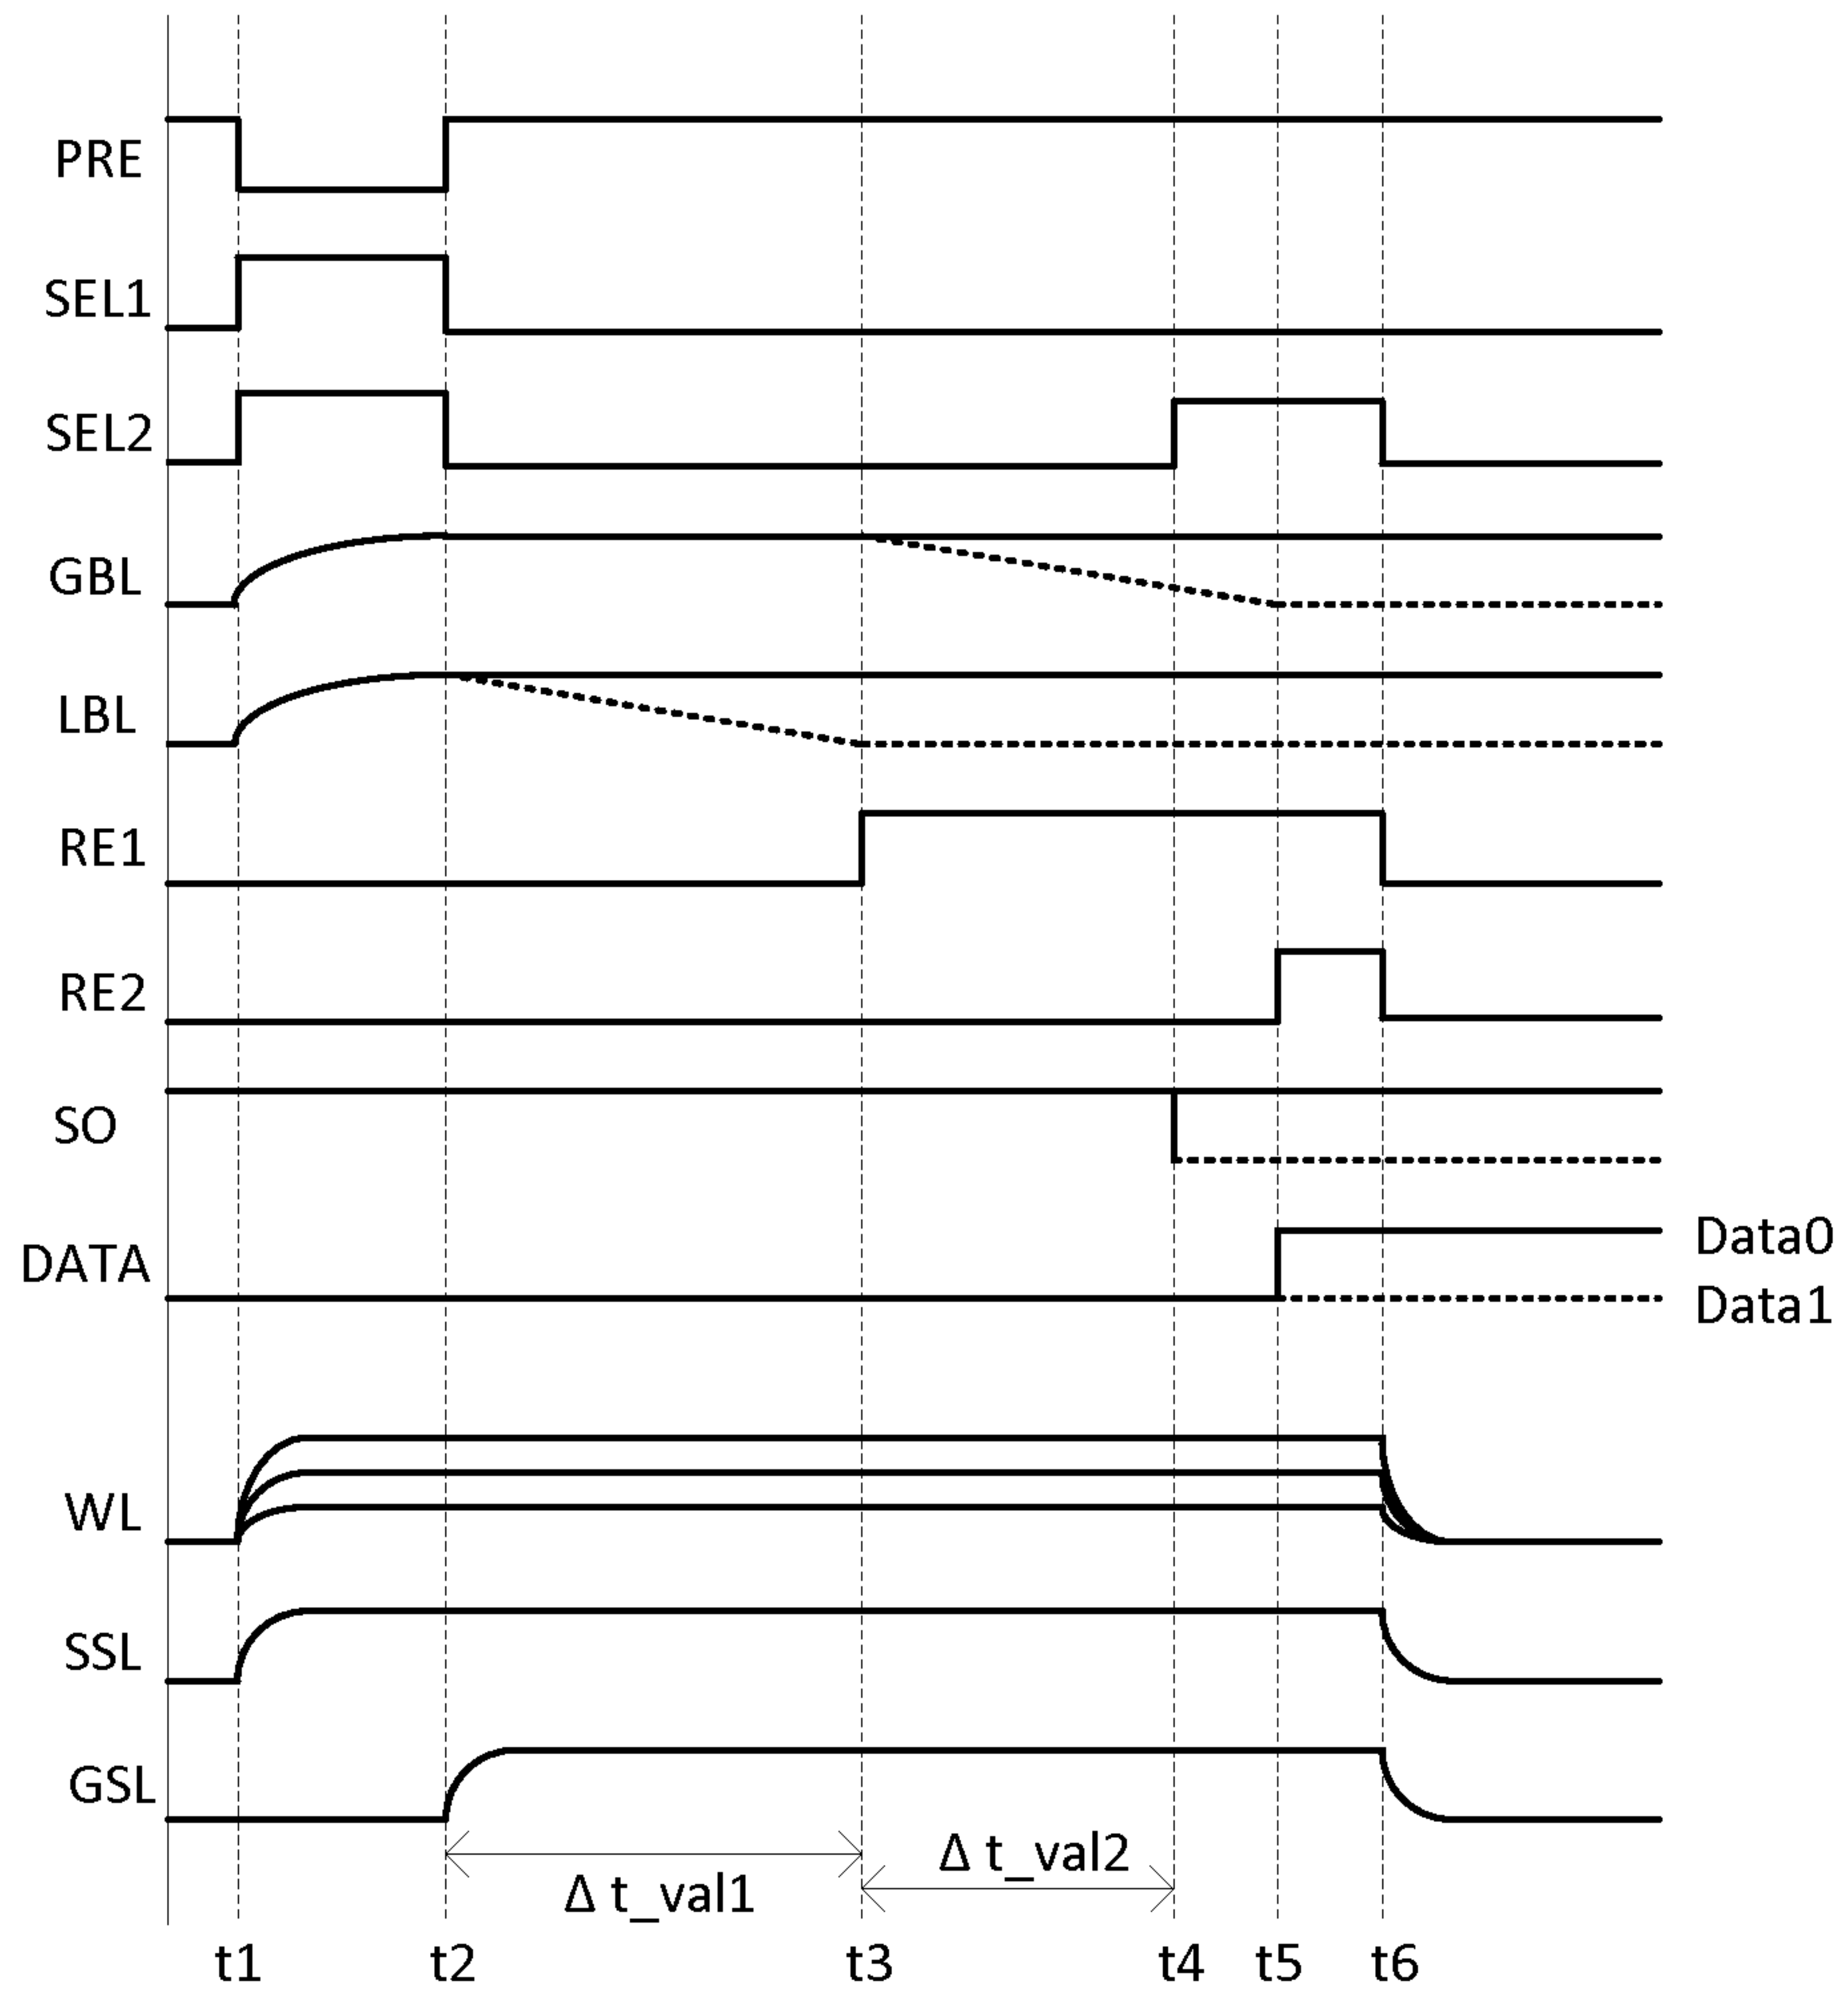 PRE
SEL1
SEL2
GBL
LBL
RE1
RE2
SO
DATA
Data0
Data1
WL
SSL
GSL
Δ t_val1
Δ t_val2
t1 t2 t3 t4 t5 t6